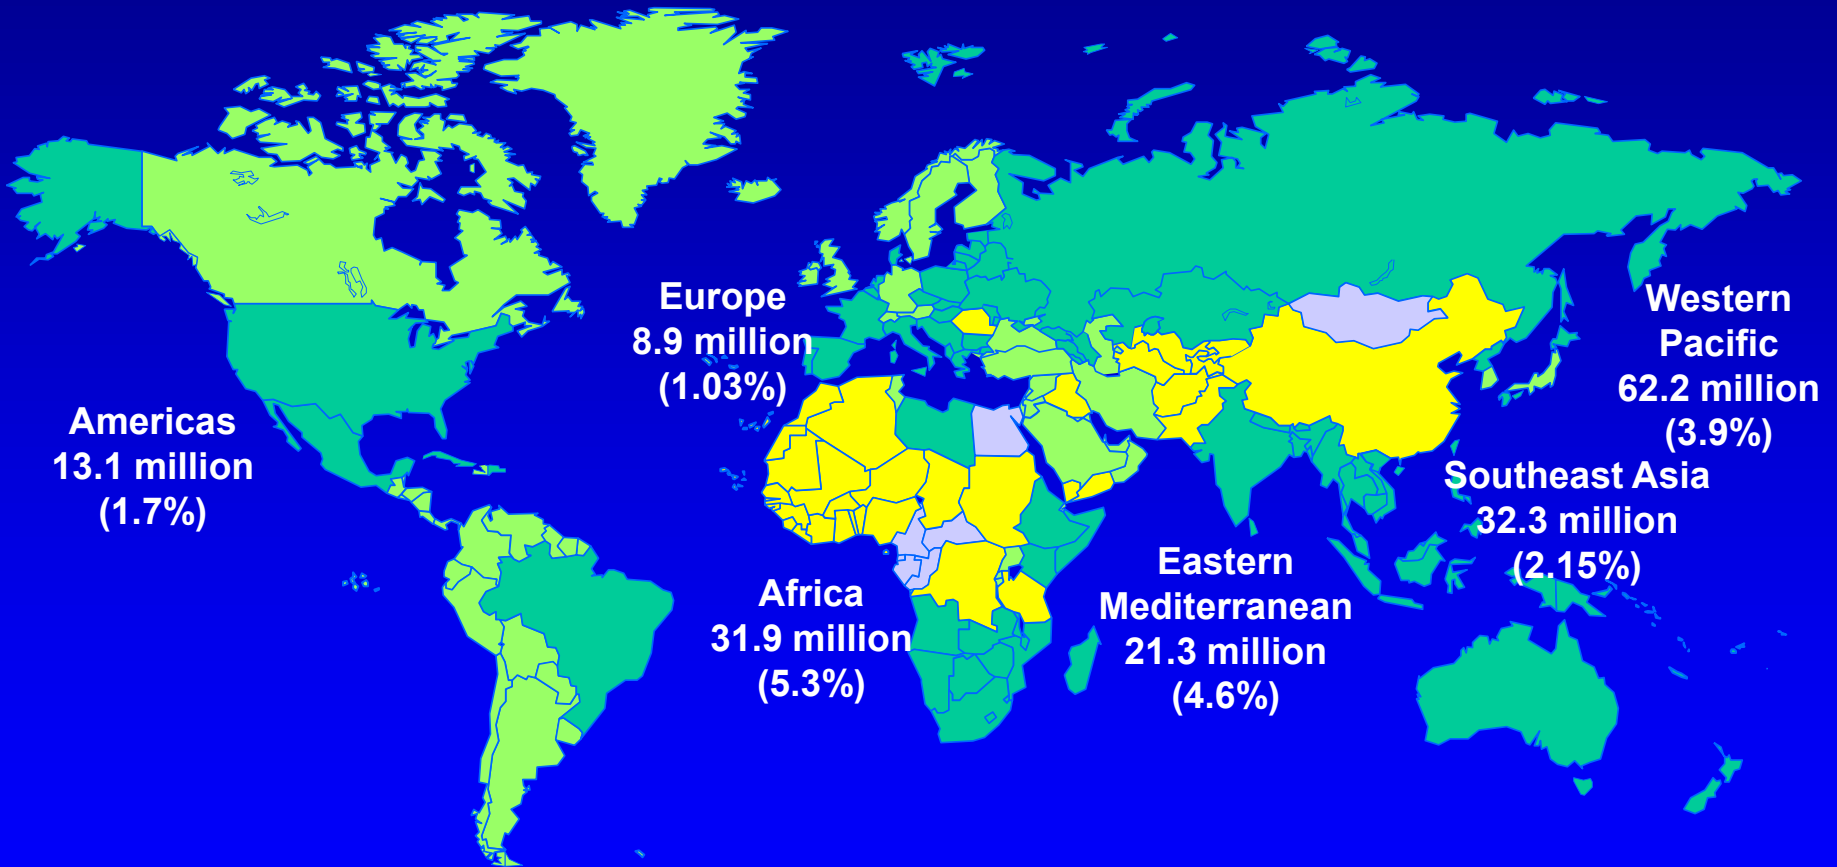 Americas
13.1 million
(1.7%)
Europe
8.9 million
(1.03%)
Africa
31.9 million
(5.3%)
Eastern
Mediterranean
21.3 million
(4.6%)
Southeast Asia
32.3 million
(2.15%)
Western
Pacific
62.2 million
(3.9%)